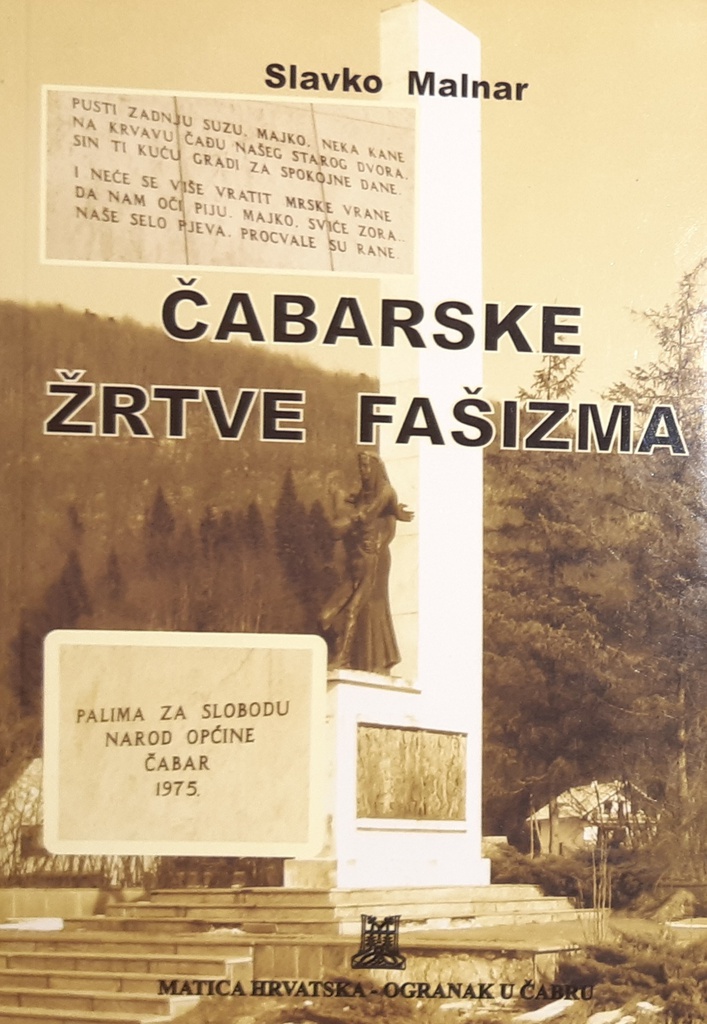 Slavko Malnar
PUSTI ZADNJU SUZU, MAJKO, NEKA KANE
NA KRVAVU ČAĐU NAŠEG STAROG DVORA.
SIN TI KUĆU GRADI ZA SPOKOJNE DANE.
I NEĆE SE VIŠE VRATIT MRSKE VRANE
DA NAM OČI PIJU. MAJKO, SVIĆE ZORA...
NAŠE SELO PJEVA. PROCVALE SU RANE.
ČABARSKE
ŽRTVE FAŠIZMA
PALIMA ZA SLOBODU
NAROD OPĆINE
ČABAR
1975.
MATICA HRVATSKA - OGRANAK U ČABRU